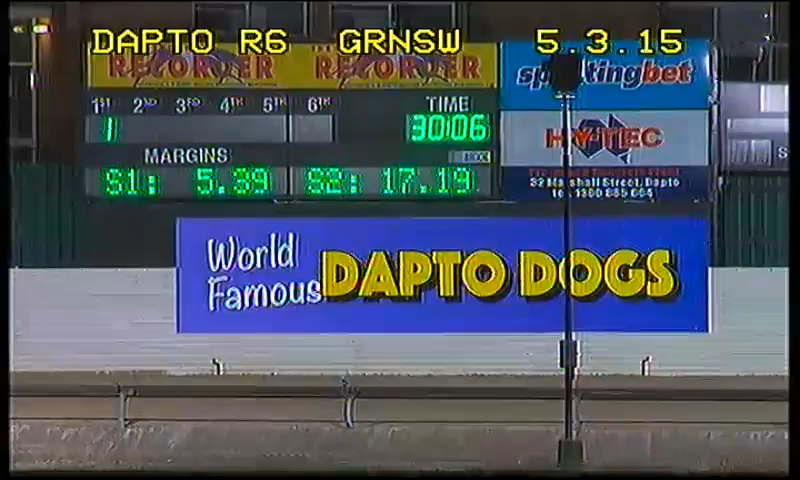 DAPTO R6 GRNSW 5.3.15
RECORDER RECORDER
sportingbet
1ST 2ND 3RD 4TH 5TH 6TH TIME
1 30:06
HY-TEC
MARGINS
S1: 5.39 S2: 17.19
32 Marshall Street, Dapto
World Famous DAPTO DOGS